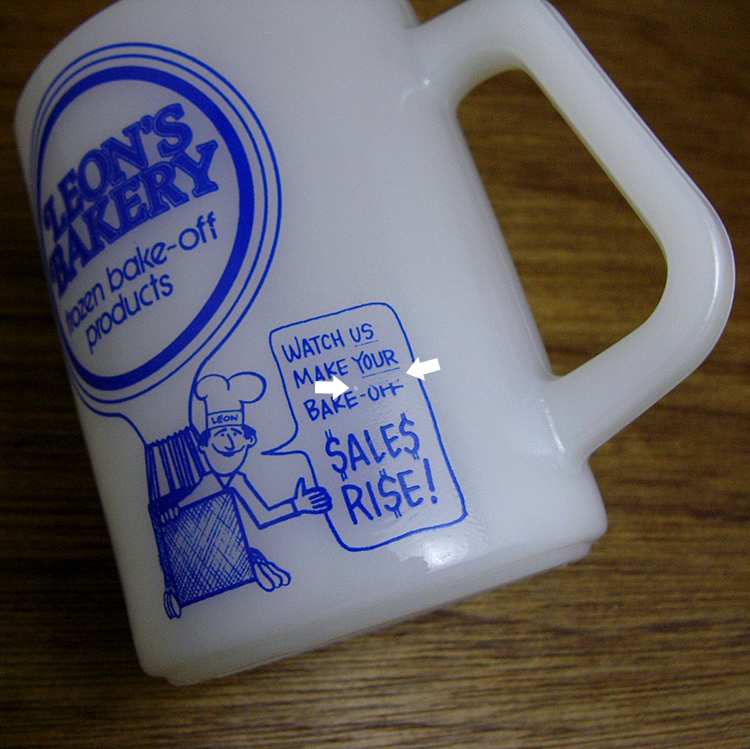 LEON'S
BAKERY
frozen bake-off
products
LEON
WATCH US
MAKE YOUR
BAKE-OFF
$ALE$
RI$E!